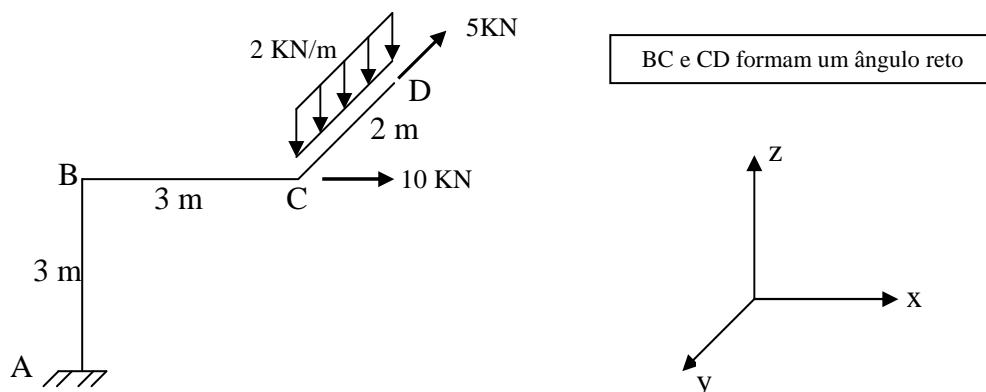 5KN
2 KN/m
BC e CD formam um ângulo reto
D
2 m
z
B
10 KN
3 m
C
3 m
x
A
y